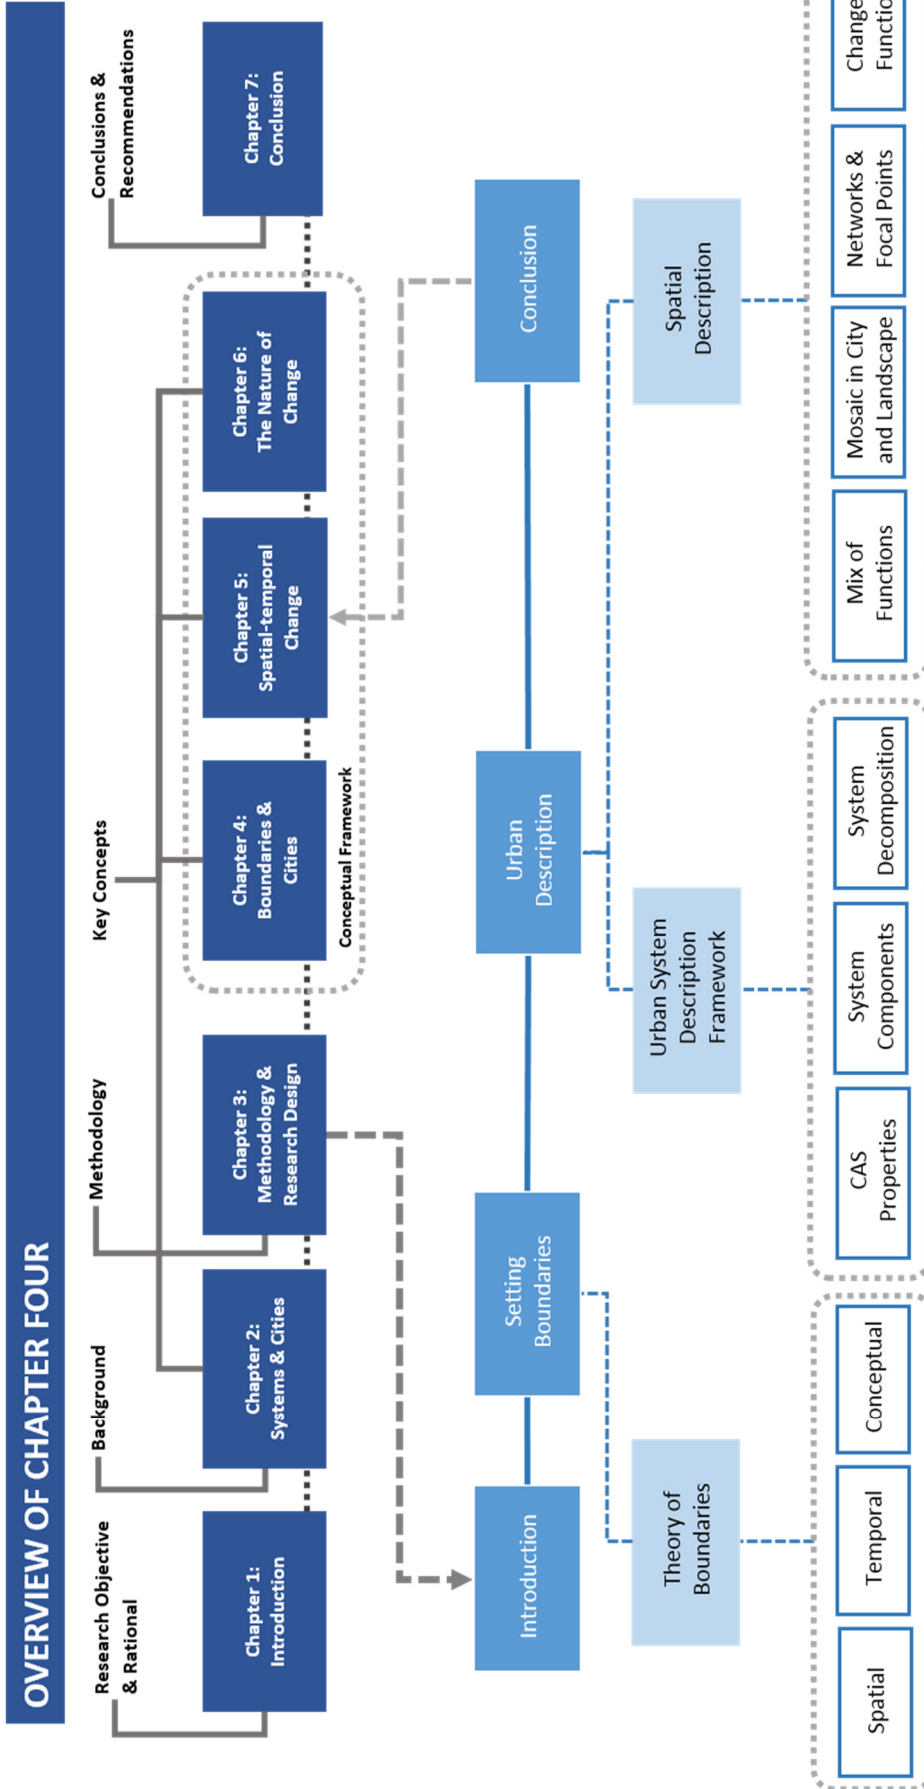 OVERVIEW OF CHAPTER FOUR
Research Objective
& Rational
Background
Methodology
Key Concepts
Conclusions &
Recommendations
Chapter 1:
Introduction
Chapter 2:
Systems & Cities
Chapter 3:
Methodology &
Research Design
Chapter 4:
Boundaries &
Cities
Chapter 5:
Spatial-temporal
Change
Chapter 6:
The Nature of
Change
Chapter 7:
Conclusion
Conceptual Framework
Introduction
Setting
Boundaries
Urban
Description
Conclusion
Theory of
Boundaries
Urban System
Description
Framework
Spatial
Description
Spatial
Temporal
Conceptual
CAS
Properties
System
Components
System
Decomposition
Mix of
Functions
Mosaic in City
and Landscape
Networks &
Focal Points
Change
Functio